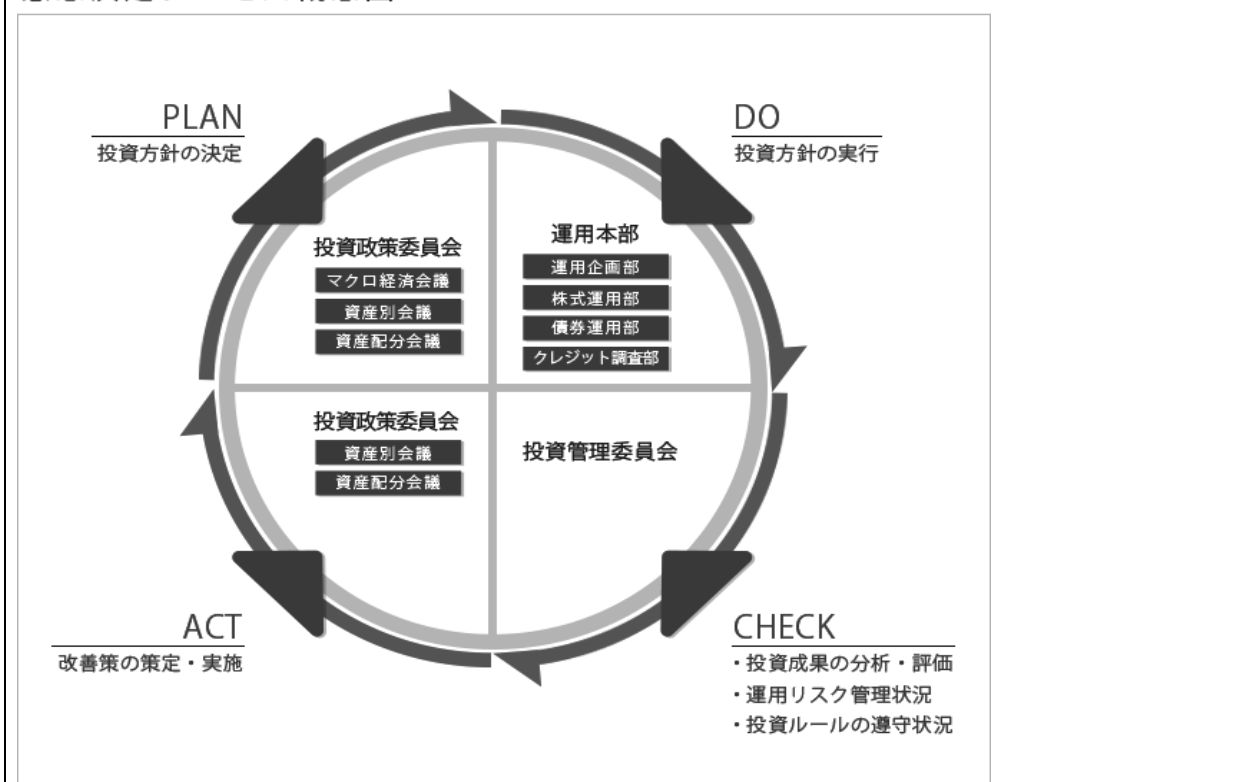 PLAN
投資方針の決定
DO
投資方針の実行
投資政策委員会
マクロ経済会議
資産別会議
資産配分会議
運用本部
運用企画部
株式運用部
債券運用部
クレジット調査部
投資政策委員会
資産別会議
資産配分会議
投資管理委員会
ACT
改善策の策定・実施
CHECK
・投資成果の分析・評価
・運用リスク管理状況
・投資ルールの遵守状況